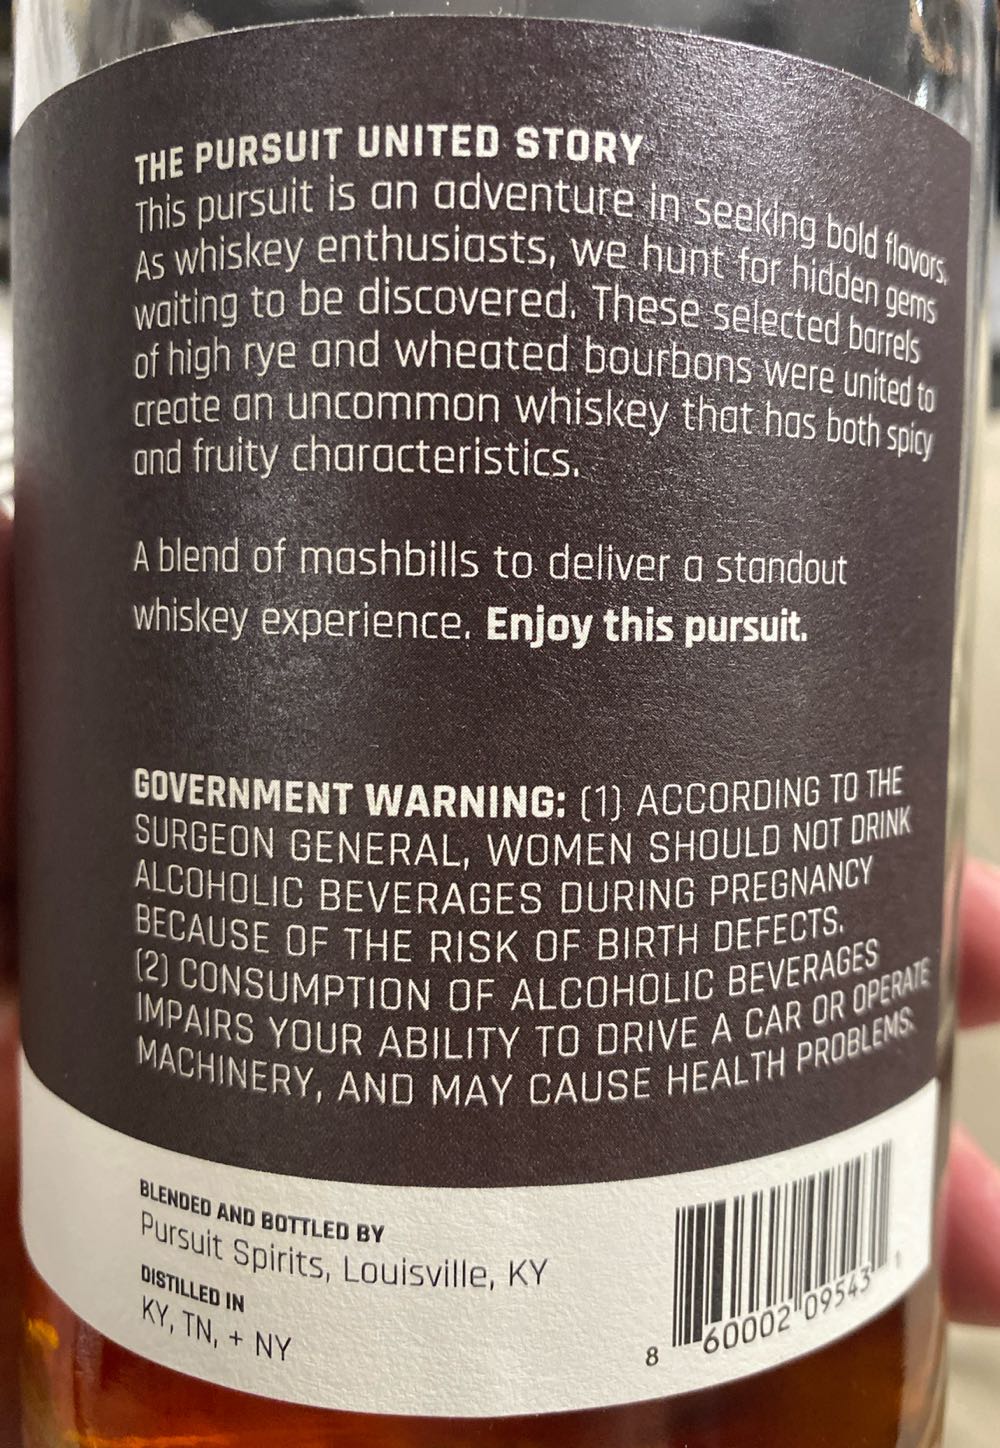 THE PURSUIT UNITED STORY
This pursuit is an adventure in seeking bold flavors.
As whiskey enthusiasts, we hunt for hidden gems
waiting to be discovered. These selected barrels
of high rye and wheated bourbons were united to
create an uncommon whiskey that has both spicy
and fruity characteristics.
A blend of mashbills to deliver a standout
whiskey experience. Enjoy this pursuit.
GOVERNMENT WARNING: (1) ACCORDING TO THE
SURGEON GENERAL, WOMEN SHOULD NOT DRINK
ALCOHOLIC BEVERAGES DURING PREGNANCY
BECAUSE OF THE RISK OF BIRTH DEFECTS.
(2) CONSUMPTION OF ALCOHOLIC BEVERAGES
IMPAIRS YOUR ABILITY TO DRIVE A CAR OR OPERATE
MACHINERY, AND MAY CAUSE HEALTH PROBLEMS.
BLENDED AND BOTTLED BY
Pursuit Spirits, Louisville, KY
DISTILLED IN
KY, TN, + NY
8 60002 09543 1